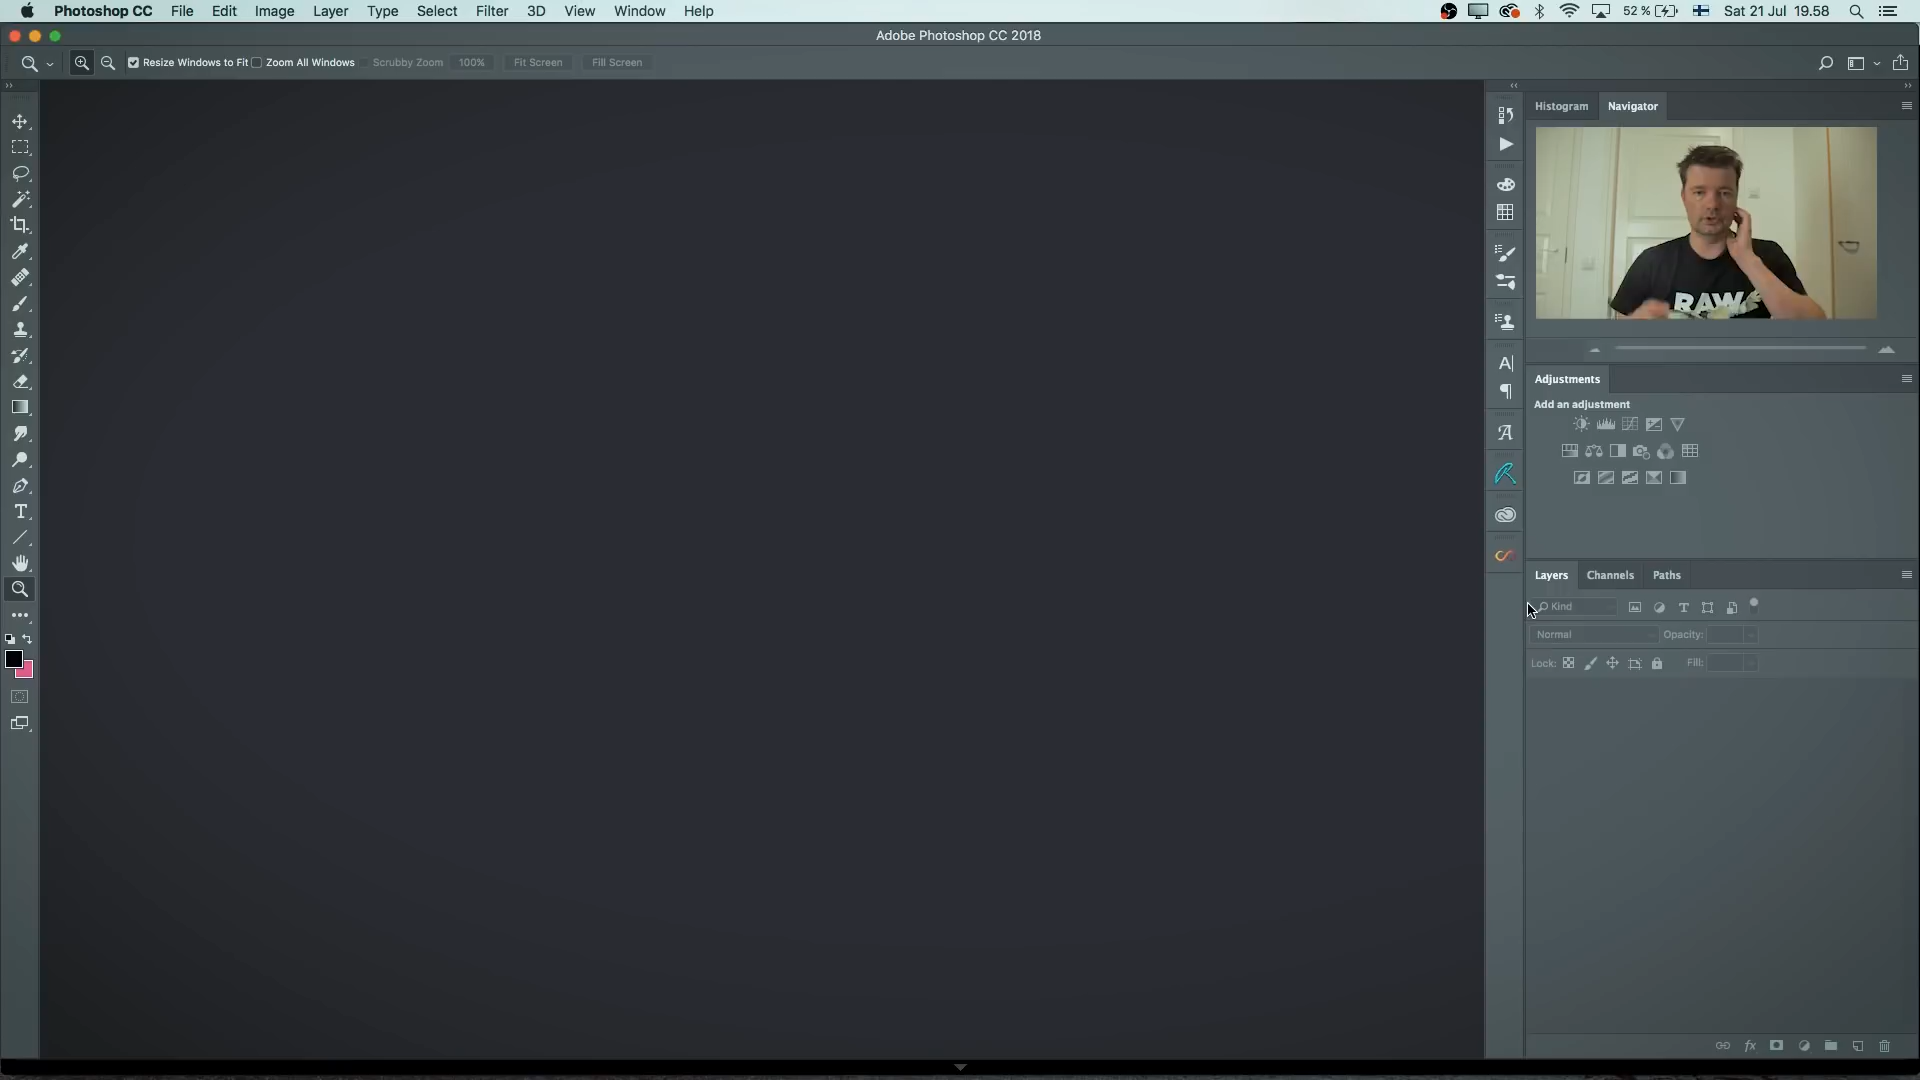 Photoshop CC File Edit Image Layer Type Select Filter 3D View Window Help 52 % Sat 21 Jul 19.58
Adobe Photoshop CC 2018
Resize Windows to Fit Zoom All Windows Scrubby Zoom 100% Fit Screen Fill Screen
Histogram Navigator
RAW
Adjustments
Add an adjustment
Layers Channels Paths
Kind
Normal Opacity:
Lock: Fill: